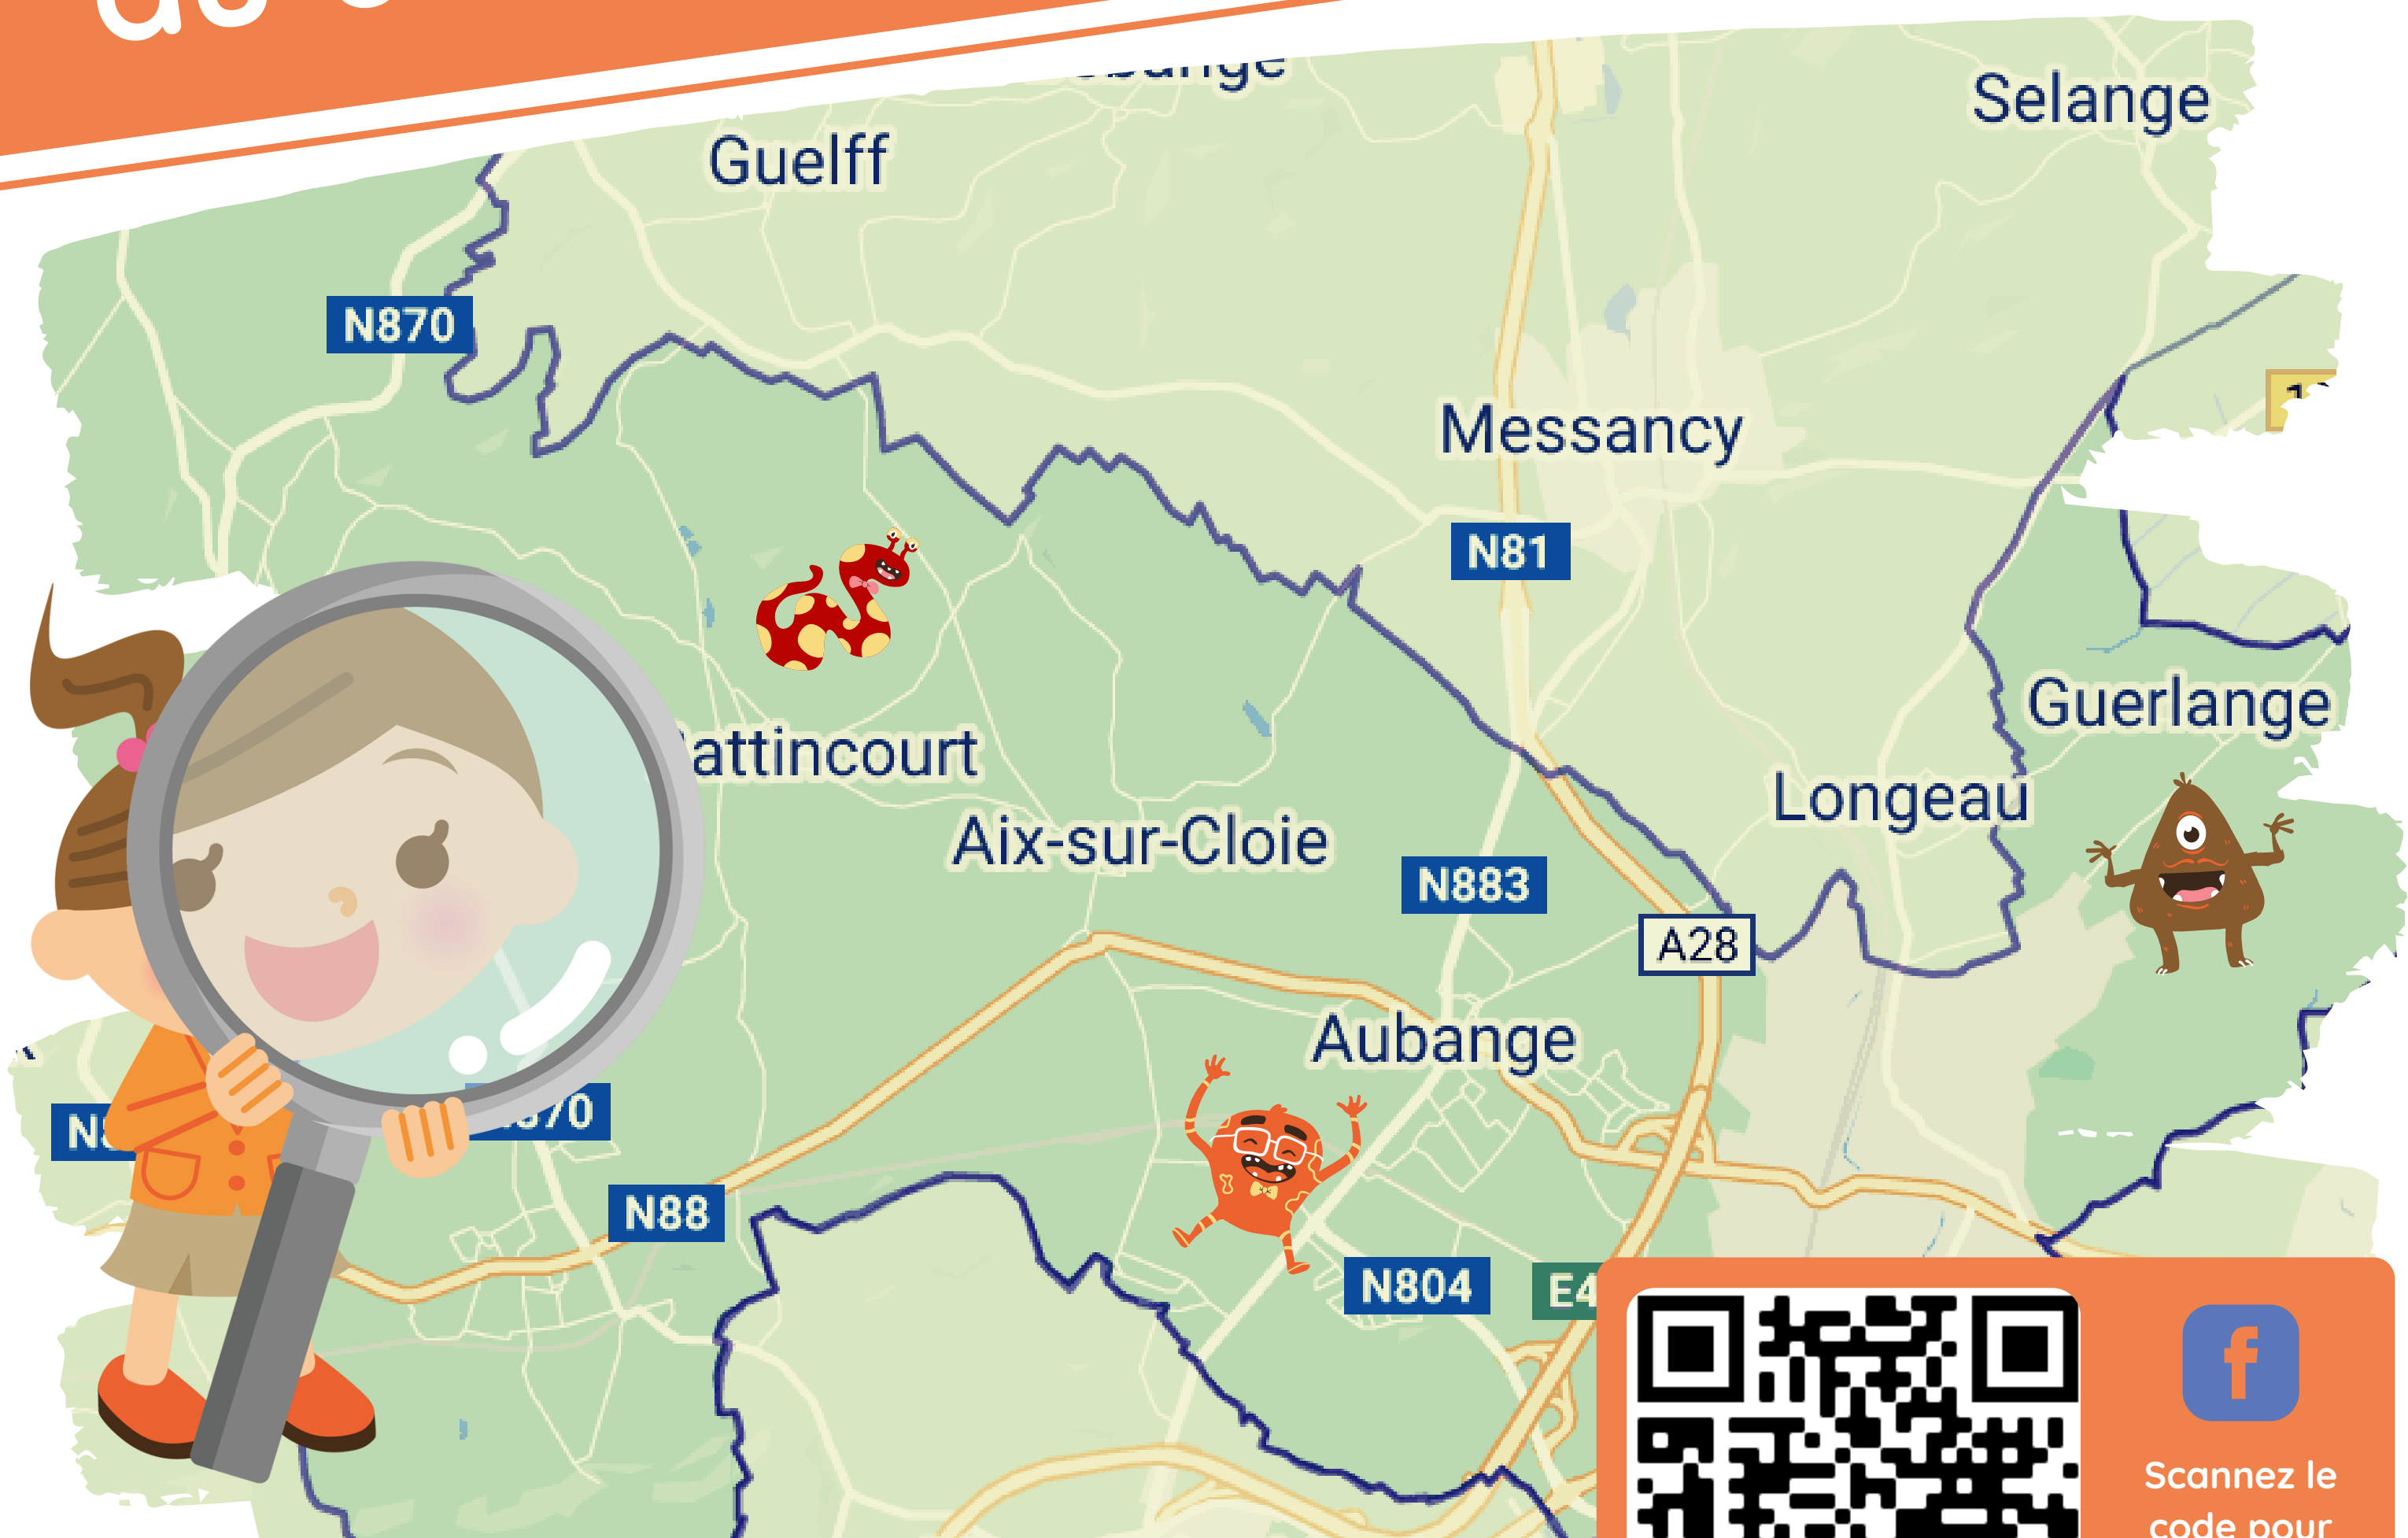 Selange
Guelff
N870
Messancy
N81
Guerlange
attincourt
Longeau
Aix-sur-Cloie
N883
A28
Aubange
N88
N804
E4
f
Scannez le
code pour